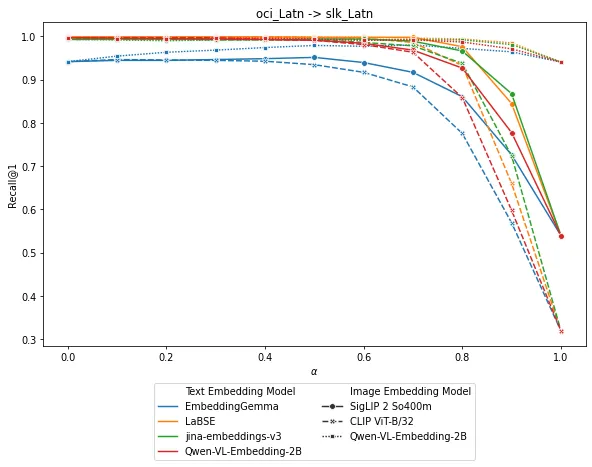 oci_Latn -> slk_Latn
Recall@1
1.0
0.9
0.8
0.7
0.6
0.5
0.4
0.3
0.0 0.2 0.4 0.6 0.8 1.0
α
Text Embedding Model Image Embedding Model
EmbeddingGemma SigLIP 2 So400m
LaBSE CLIP ViT-B/32
jina-embeddings-v3 Qwen-VL-Embedding-2B
Qwen-VL-Embedding-2B